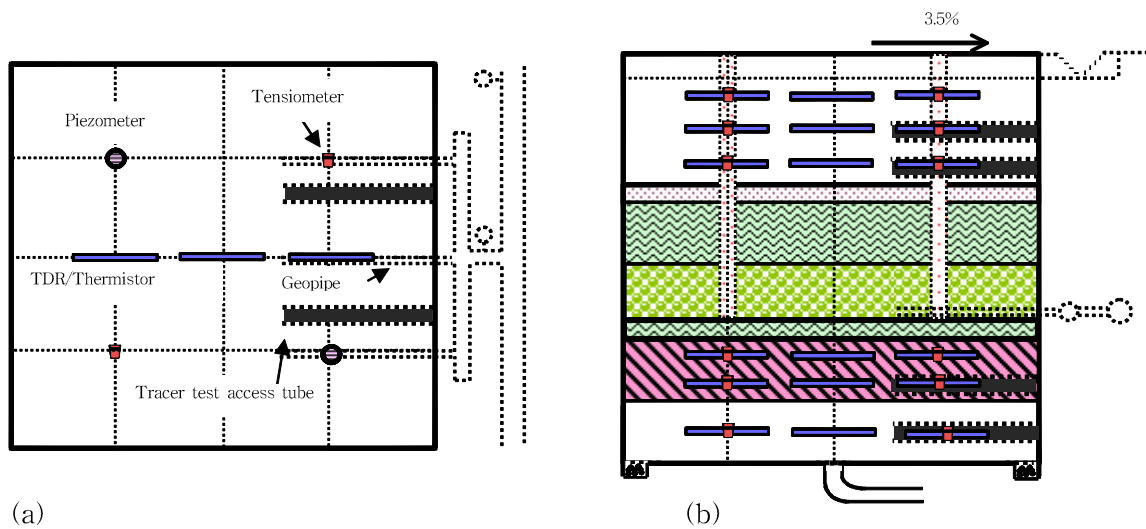 3.5%
Tensiometer
Piezometer
TDR/Thermistor
Geopipe
Tracer test access tube
(a)
(b)